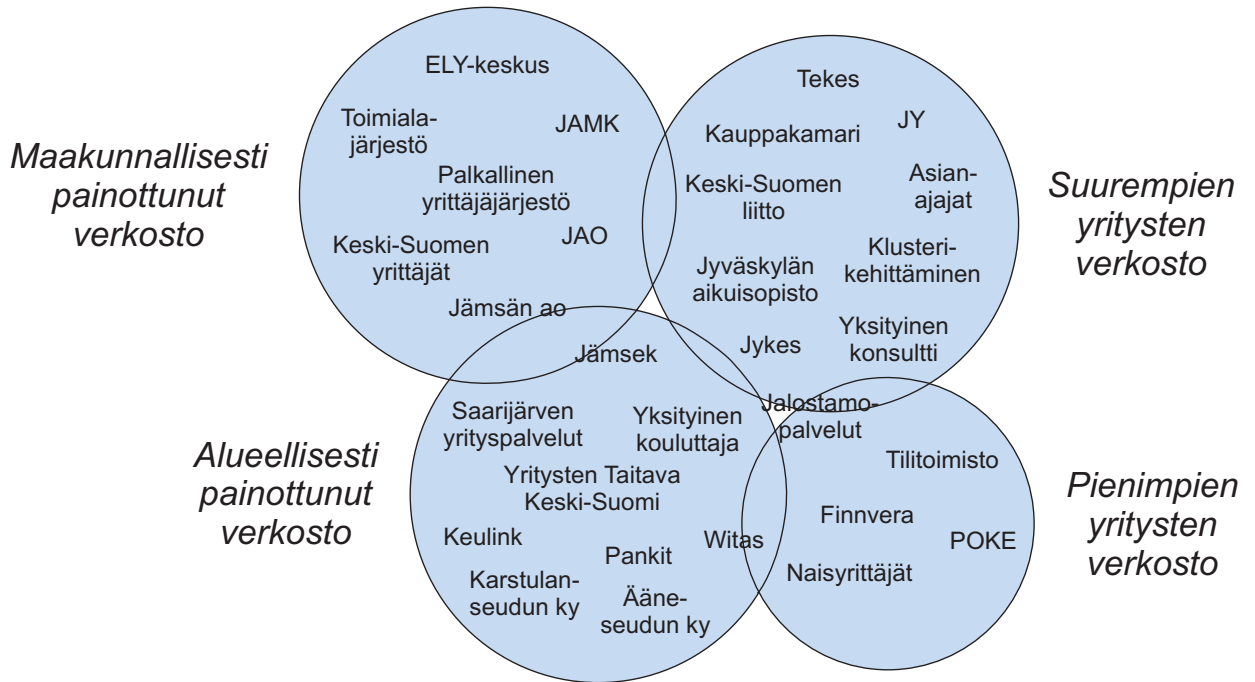 Maakunnallisesti
painottunut
verkosto
ELY-keskus
Toimiala-
järjestö
JAMK
Palkallinen
yrittäjäjärjestö
JAO
Keski-Suomen
yrittäjät
Jämsän ao
Tekes
JY
Kauppakamari
Asian-
ajajat
Keski-Suomen
liitto
Klusteri-
kehittäminen
Jyväskylän
aikuisopisto
Yksityinen
konsultti
Jykes
Suurempien
yritysten
verkosto
Alueellisesti
painottunut
verkosto
Jämsek
Saarijärven
yrityspalvelut
Yksityinen
kouluttaja
Yritysten Taitava
Keski-Suomi
Keulink
Pankit
Witas
Karstulan-
seudun ky
Ääne-
seudun ky
Jalostamo-
palvelut
Tilitoimisto
Finnvera
POKE
Naisyrittäjät
Pienimpien
yritysten
verkosto